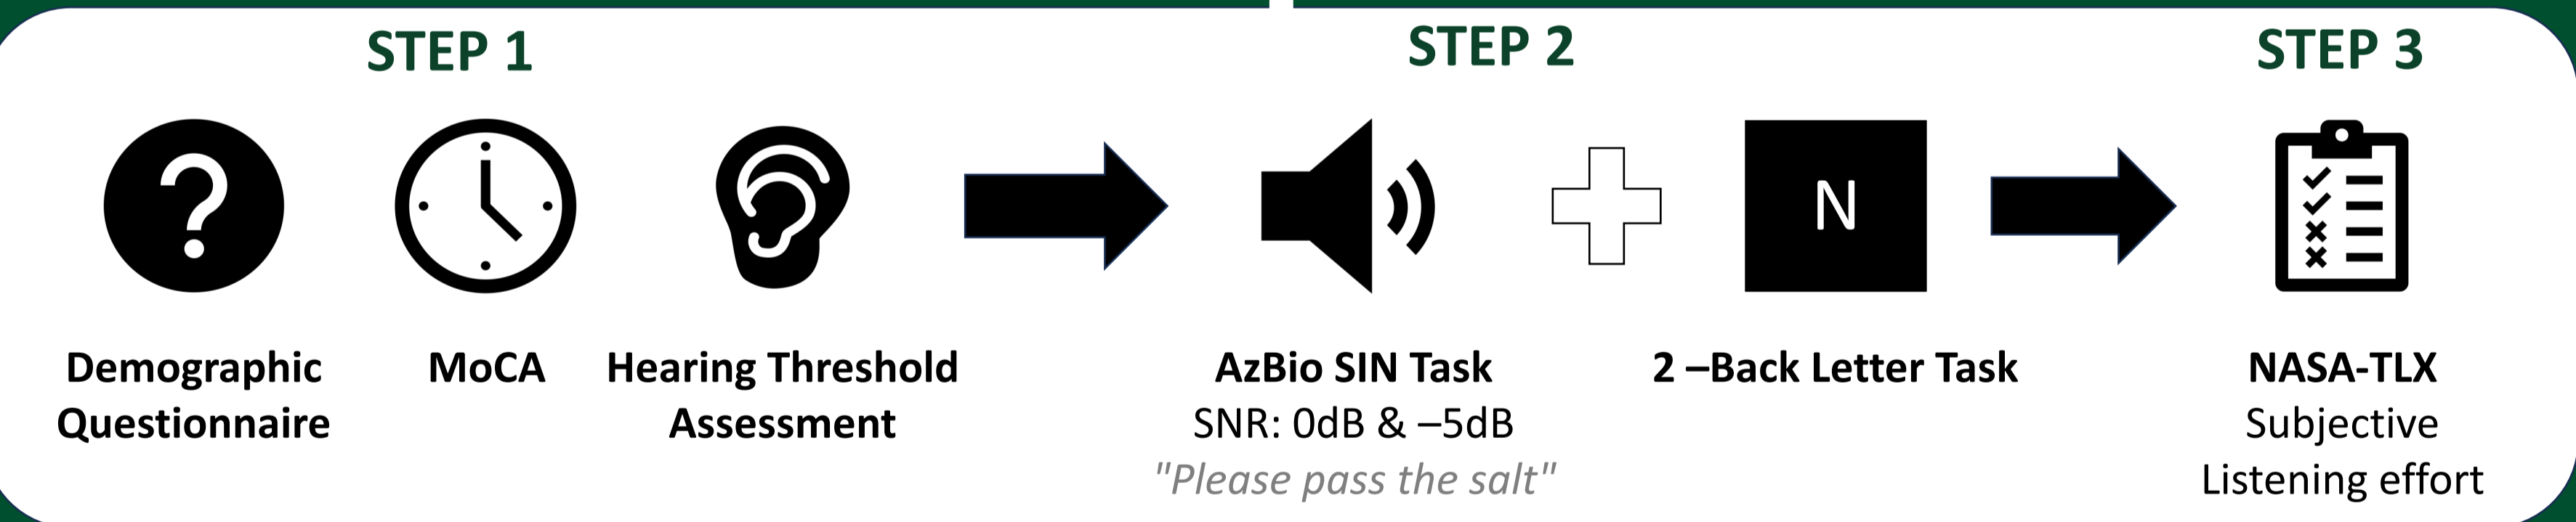 STEP 1
Demographic
Questionnaire
MoCA
Hearing Threshold
Assessment
STEP 2
AzBio SIN Task
SNR: 0dB & –5dB
"Please pass the salt"
N
2 –Back Letter Task
STEP 3
NASA-TLX
Subjective
Listening effort